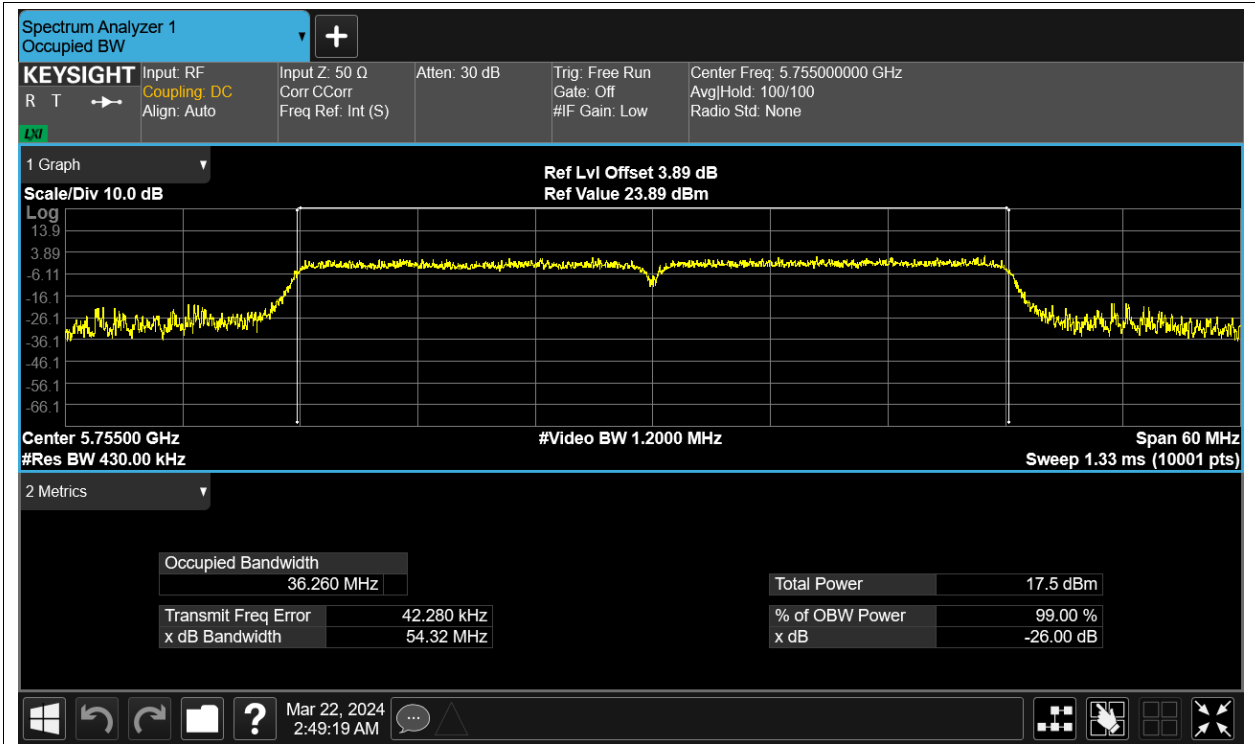 Spectrum Analyzer 1
Occupied BW
KEYSIGHT
R T
LXI
Input: RF
Coupling: DC
Align: Auto
Input Z: 50 Ω
Corr CCorr
Freq Ref: Int (S)
Atten: 30 dB
Trig: Free Run
Gate: Off
#IF Gain: Low
Center Freq: 5.755000000 GHz
Avg|Hold: 100/100
Radio Std: None
1 Graph
Ref Lvl Offset 3.89 dB
Scale/Div 10.0 dB
Ref Value 23.89 dBm
Log
13.9
3.89
-6.11
-16.1
-26.1
-36.1
-46.1
-56.1
-66.1
Center 5.75500 GHz
#Video BW 1.2000 MHz
Span 60 MHz
#Res BW 430.00 kHz
Sweep 1.33 ms (10001 pts)
2 Metrics
Occupied Bandwidth
36.260 MHz
Total Power 17.5 dBm
Transmit Freq Error 42.280 kHz
% of OBW Power 99.00 %
x dB Bandwidth 54.32 MHz
x dB -26.00 dB
?
Mar 22, 2024
2:49:19 AM